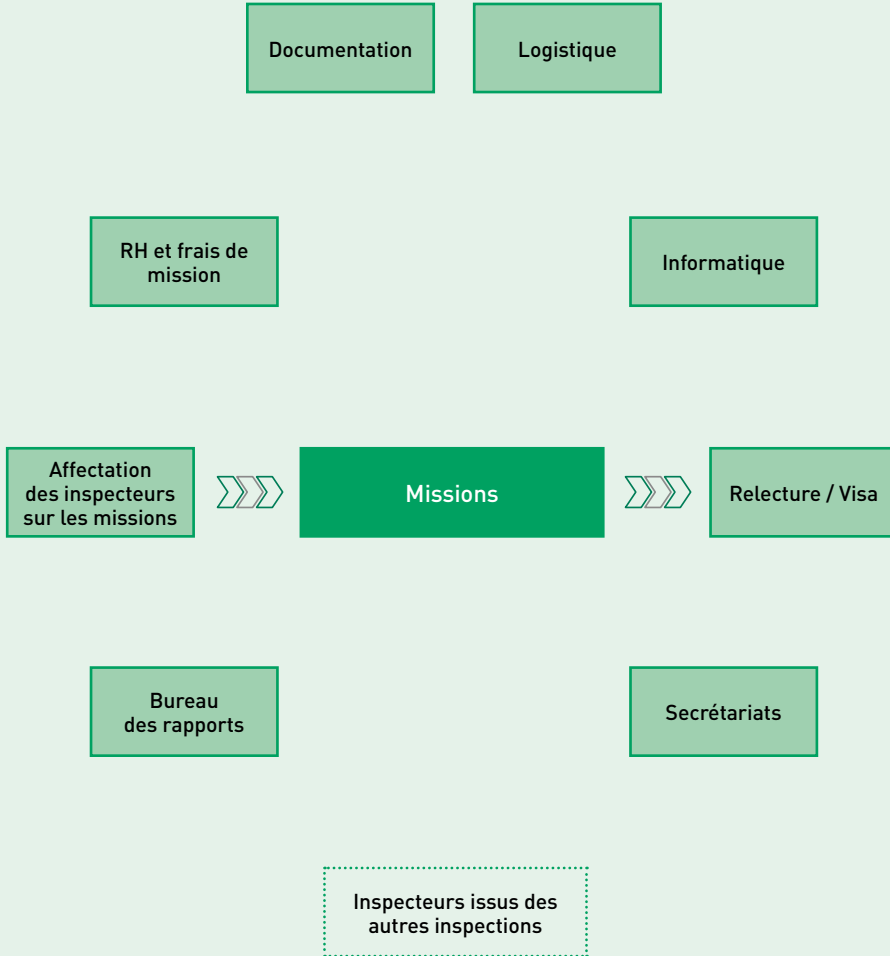 Documentation
Logistique
RH et frais de
mission
Informatique
Affectation
des inspecteurs
sur les missions
Missions
Relecture / Visa
Bureau
des rapports
Secrétariats
Inspecteurs issus des
autres inspections